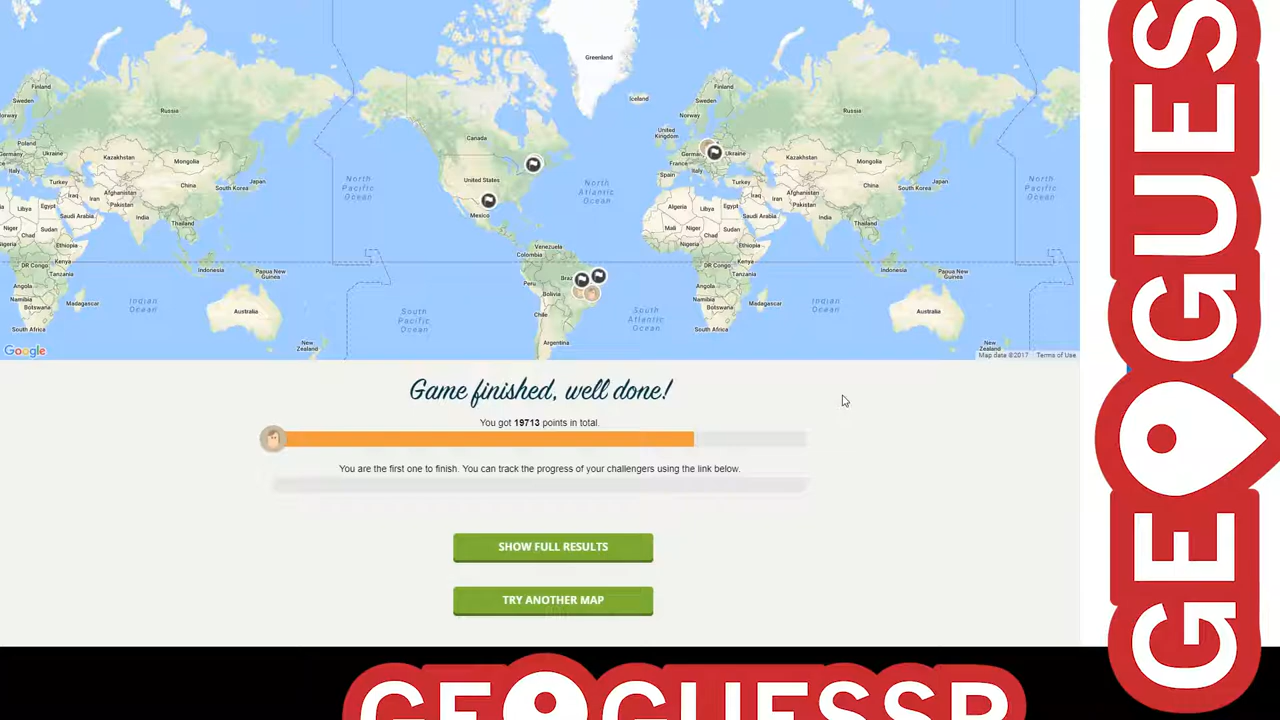 Greenland
Iceland
Finland
Sweden
Norway
Russia
Canada
United Kingdom
Poland
Germany
Ukraine
France
Kazakhstan
Mongolia
Italy
Spain
Turkey
China
South Korea
Japan
North Pacific Ocean
United States
North Atlantic Ocean
Mexico
Iraq
Iran
Afghanistan
Pakistan
Algeria
Libya
Egypt
Saudi Arabia
India
Thailand
Mali
Niger
Chad
Sudan
Nigeria
Ethiopia
Venezuela
Colombia
DR Congo
Kenya
Tanzania
Indonesia
Papua New Guinea
Peru
Braz
Bolivia
Angola
Namibia
Botswana
Madagascar
Indian Ocean
Australia
South Pacific Ocean
Chile
South Atlantic Ocean
South Africa
Argentina
New Zealand
Google
Map data ©2017 Terms of Use
Game finished, well done!
You got 19713 points in total.
You are the first one to finish. You can track the progress of your challengers using the link below.
SHOW FULL RESULTS
TRY ANOTHER MAP
GEOGUESSR
GEOGUES